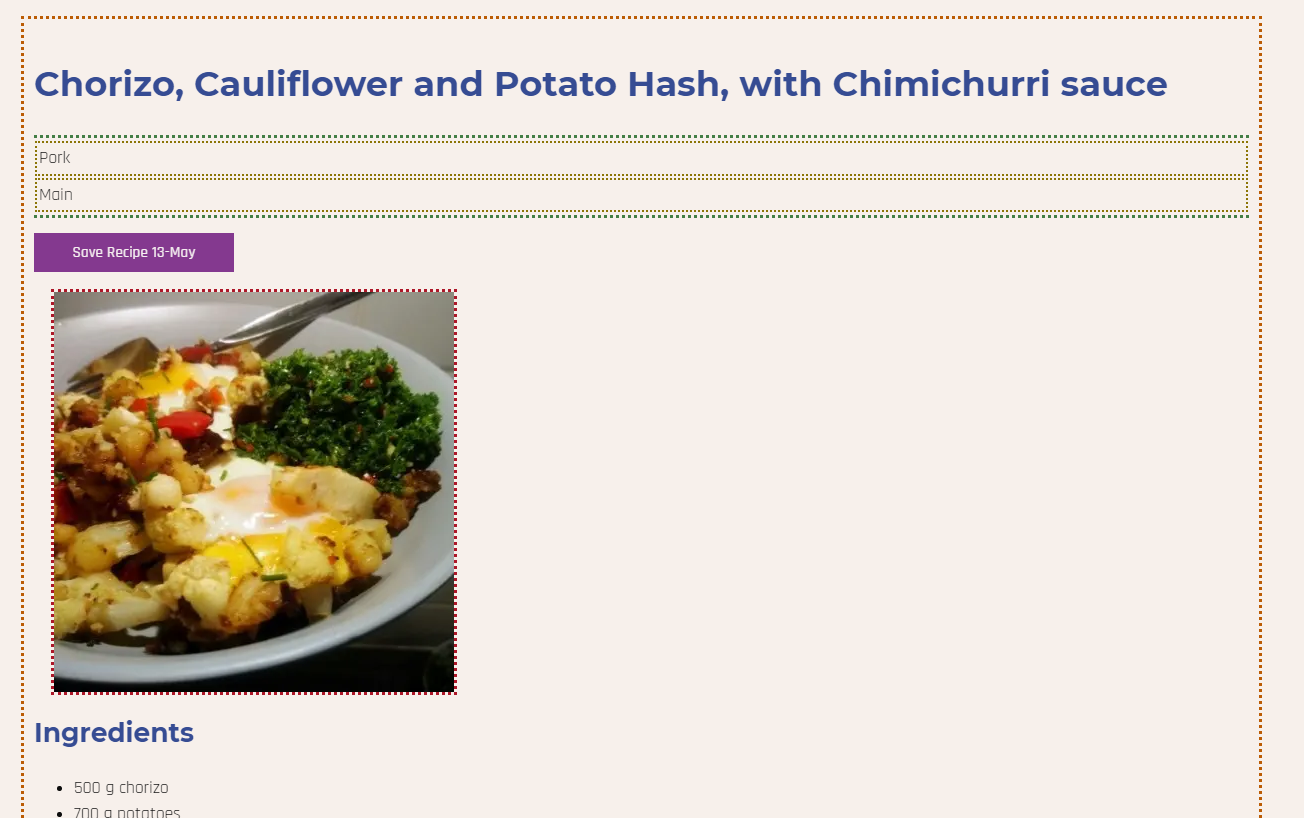 Chorizo, Cauliflower and Potato Hash, with Chimichurri sauce
Pork
Main
Save Recipe 13-May
Ingredients
500 g chorizo
700 g potatoes